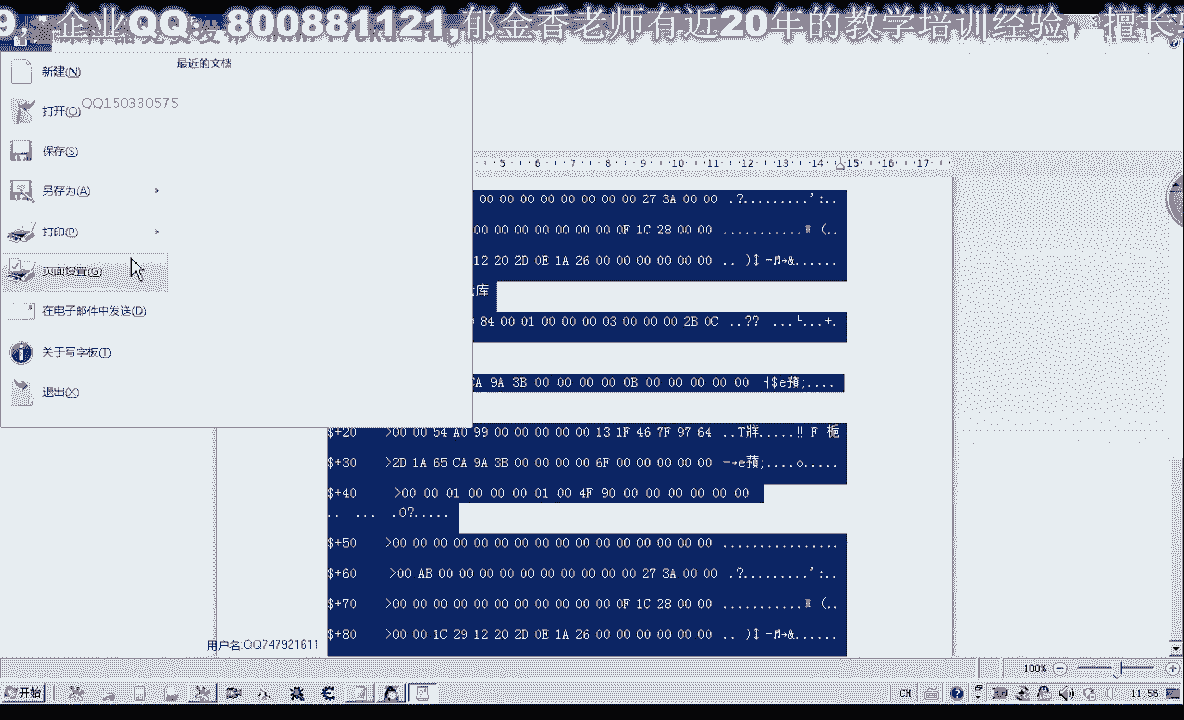 9，企业QQ：800881121,郁金香老师有近20年的教学培训经验， 擅长
最近的文档
新建(N)
打开(O)
QQ150330575
保存(S)
另存为(A)
打印(P)
页面设置(G)
在电子邮件中发送(D)
关于写字板(T)
退出(X)
5 6 7 8 9 10 11 12 13 14 15 16 17
00 00 00 00 00 00 00 00 27 3A 00 00 .?.........':..
00 00 00 00 00 00 00 00 0F 1C 28 00 00
12 20 2D 0E 1A 26 00 00 00 00 00 00
库
84 00 01 00 00 00 03 00 00 00 2B 0C
CA 9A 3B 00 00 00 00 0B 00 00 00 00 00
$+20 >00 00 54 A0 99 00 00 00 00 00 13 1F 46 7F 97 64
$+30 >2D 1A 65 CA 9A 3B 00 00 00 00 6F 00 00 00 00 00
$+40 >00 00 01 00 00 00 01 00 4F 90 00 00 00 00 00 00
.. ... .O?.....
$+50 >00 00 00 00 00 00 00 00 00 00 00 00 00 00 00 00 ................
$+60 >00 AB 00 00 00 00 00 00 00 00 00 00 27 3A 00 00 .?.........':..
$+70 >00 00 00 00 00 00 00 00 00 00 00 0F 1C 28 00 00
$+80 >00 00 1C 29 12 20 2D 0E 1A 26 00 00 00 00 00 00
用户名:QQ747921611
100%
开始
CH
11:56